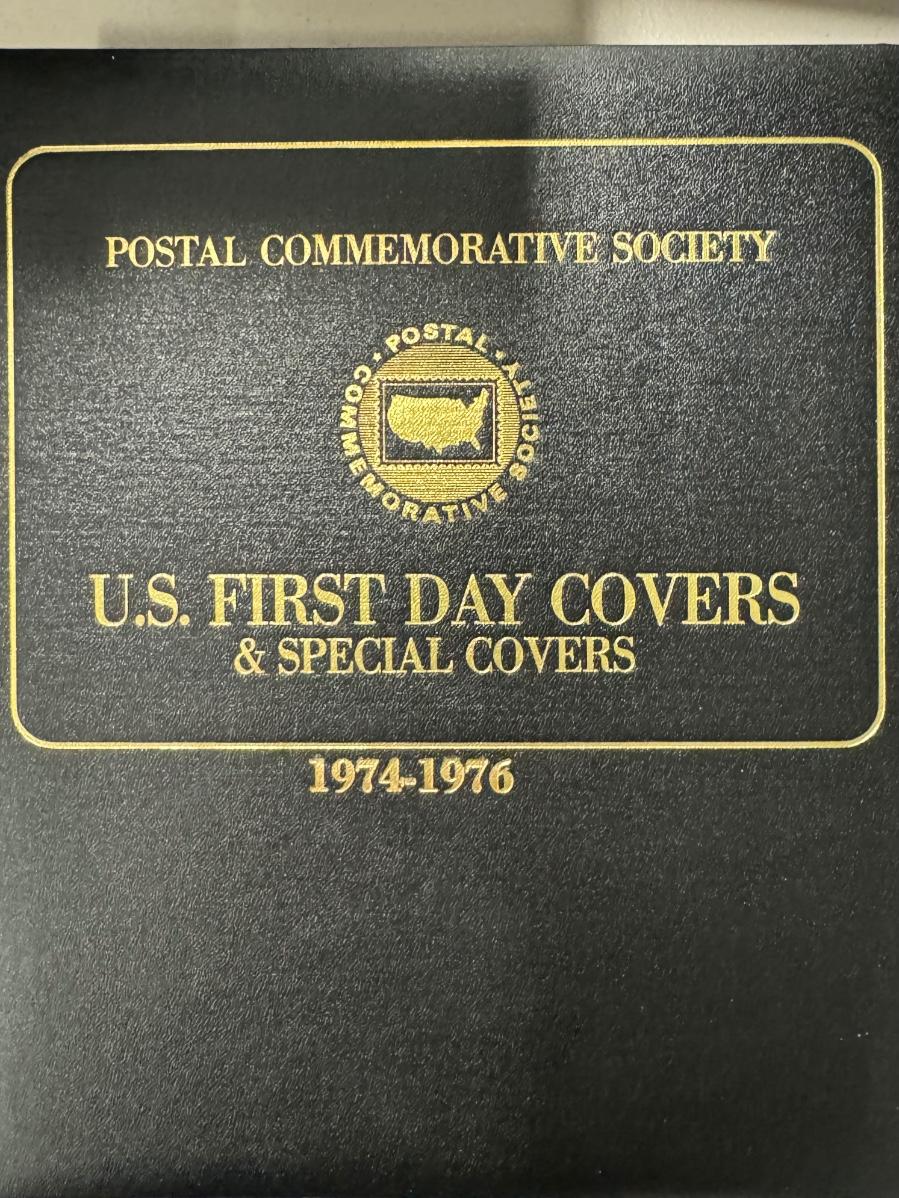 POSTAL COMMEMORATIVE SOCIETY
• POSTAL •
COMMEMORATIVE SOCIETY
U.S. FIRST DAY COVERS
& SPECIAL COVERS
1974-1976